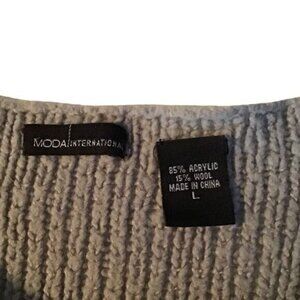 MODA INTERNATIONAL
85% ACRYLIC
15% WOOL
MADE IN CHINA
L